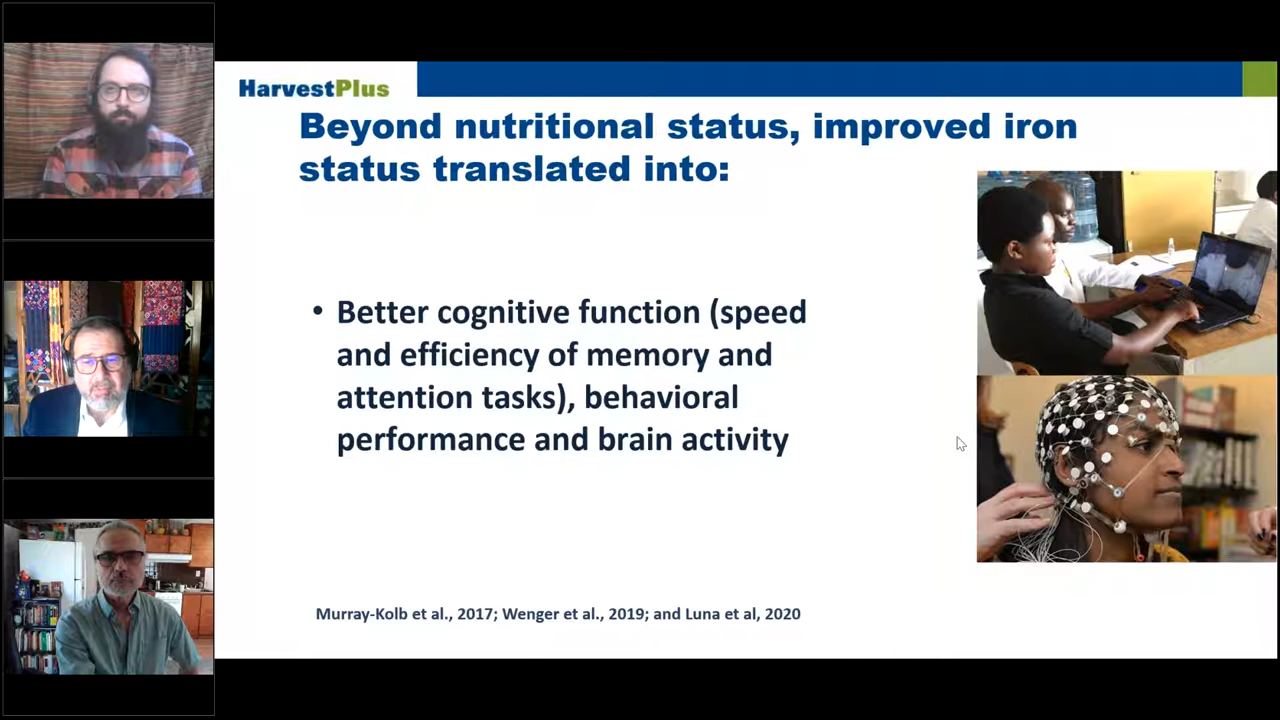 HarvestPlus
Beyond nutritional status, improved iron
status translated into:
• Better cognitive function (speed
and efficiency of memory and
attention tasks), behavioral
performance and brain activity
Murray-Kolb et al., 2017; Wenger et al., 2019; and Luna et al, 2020